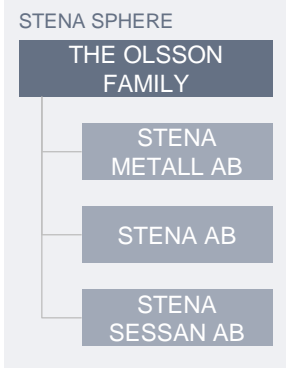 STENA SPHERE
THE OLSSON
FAMILY
STENA
METALL AB
STENA AB
STENA
SESSAN AB